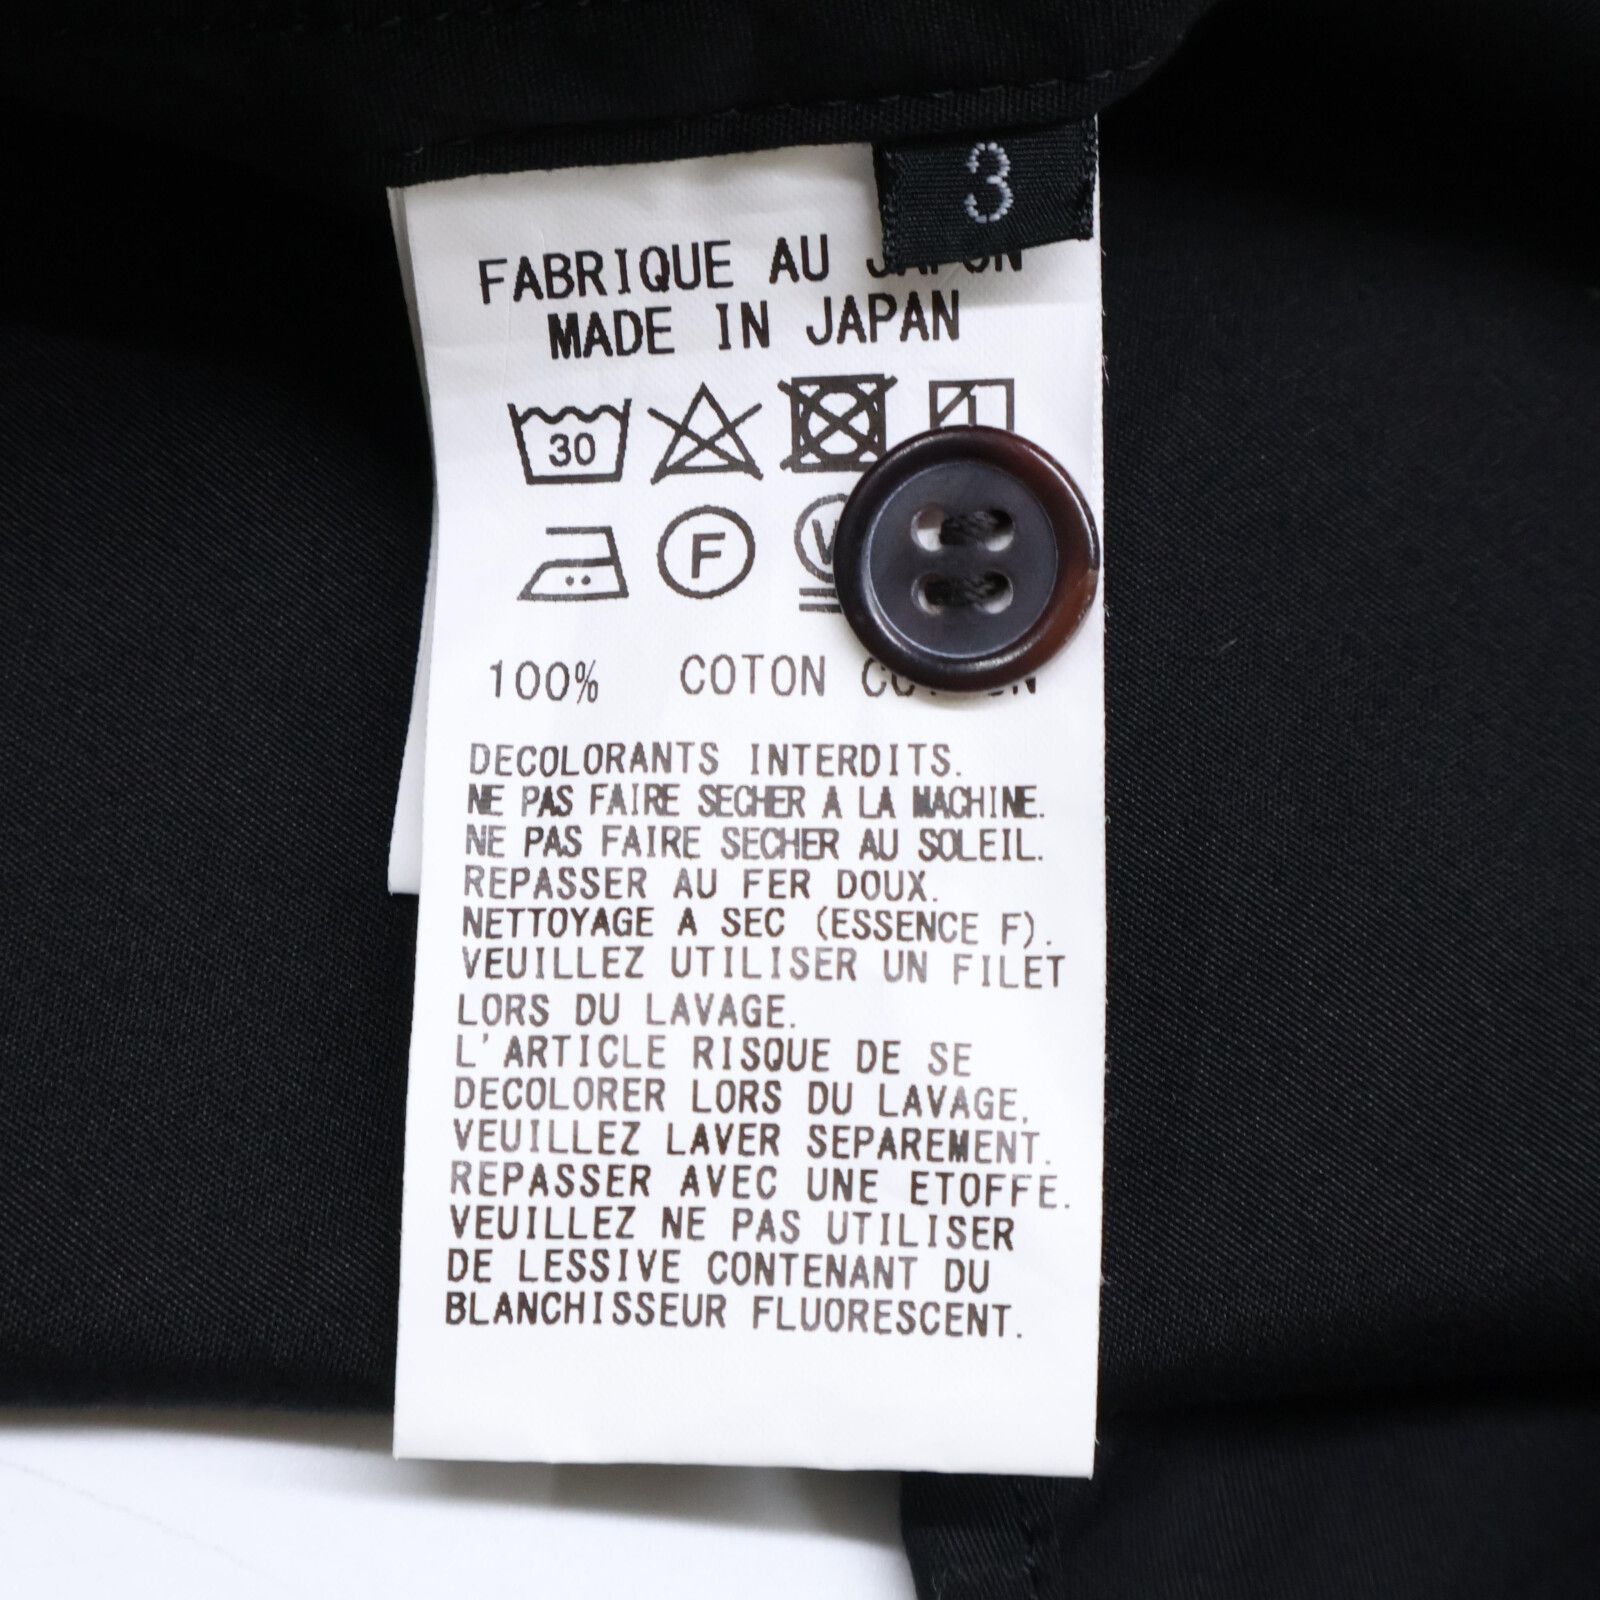 3
FABRIQUE AU JAPON
MADE IN JAPAN
30
1
F
W
100% COTON COTTON
DECOLORANTS INTERDITS.
NE PAS FAIRE SECHER A LA MACHINE.
NE PAS FAIRE SECHER AU SOLEIL.
REPASSER AU FER DOUX.
NETTOYAGE A SEC (ESSENCE F).
VEUILLEZ UTILISER UN FILET
LORS DU LAVAGE.
L'ARTICLE RISQUE DE SE
DECOLORER LORS DU LAVAGE,
VEUILLEZ LAVER SEPAREMENT.
REPASSER AVEC UNE ETOFFE.
VEUILLEZ NE PAS UTILISER
DE LESSIVE CONTENANT DU
BLANCHISSEUR FLUORESCENT.